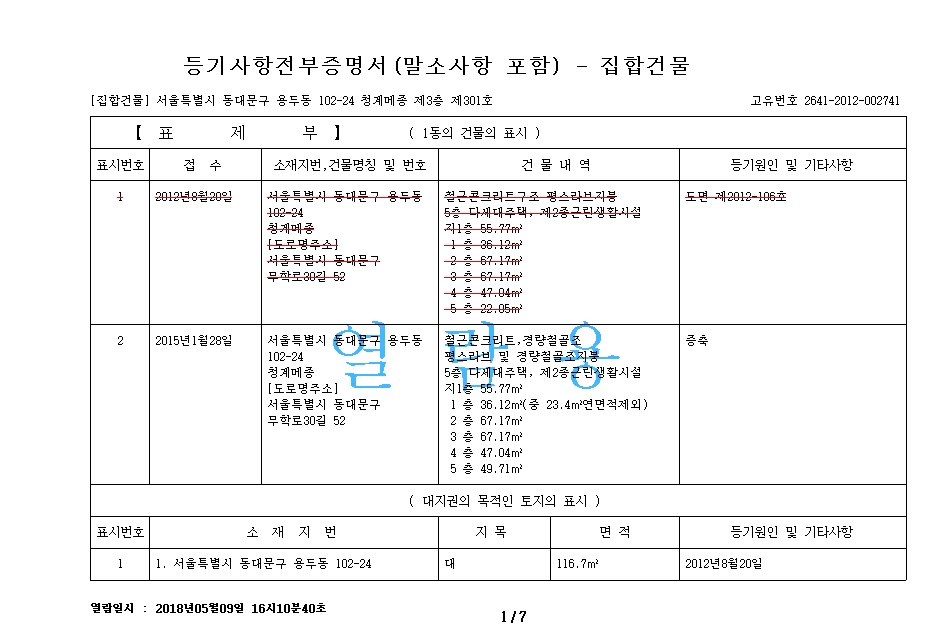 등기사항전부증명서(말소사항 포함) - 집합건물
[집합건물] 서울특별시 동대문구 용두동 102-24 청계메종 제3층 제301호
고유번호 2641-2012-002741
【 표 제 부 】 ( 1동의 건물의 표시 )
표시번호 접 수 소재지번,건물명칭 및 번호 건 물 내 역 등기원인 및 기타사항
1 2012년8월20일 서울특별시 동대문구 용두동 철근콘크리트구조 평스라브지붕 도면 제2012-106호
102-24 5층 다세대주택, 제2종근린생활시설
청계메종 지1층 55.77㎡
[도로명주소] 1 층 36.12㎡
서울특별시 동대문구 2 층 67.17㎡
무학로30길 52 3 층 67.17㎡
4 층 47.04㎡
5 층 22.05㎡
2 2015년1월28일 서울특별시 동대문구 용두동 철근콘크리트,경량철골조 증축
102-24 평스라브 및 경량철골조지붕
청계메종 5층 다세대주택, 제2종근린생활시설
[도로명주소] 지1층 55.77㎡
서울특별시 동대문구 1 층 36.12㎡(중 23.4㎡연면적제외)
무학로30길 52 2 층 67.17㎡
3 층 67.17㎡
4 층 47.04㎡
5 층 49.71㎡
열 람 용
( 대지권의 목적인 토지의 표시 )
표시번호 소 재 지 번 지 목 면 적 등기원인 및 기타사항
1 1. 서울특별시 동대문구 용두동 102-24 대 116.7㎡ 2012년8월20일
열람일시 : 2018년05월09일 16시10분40초
1/7